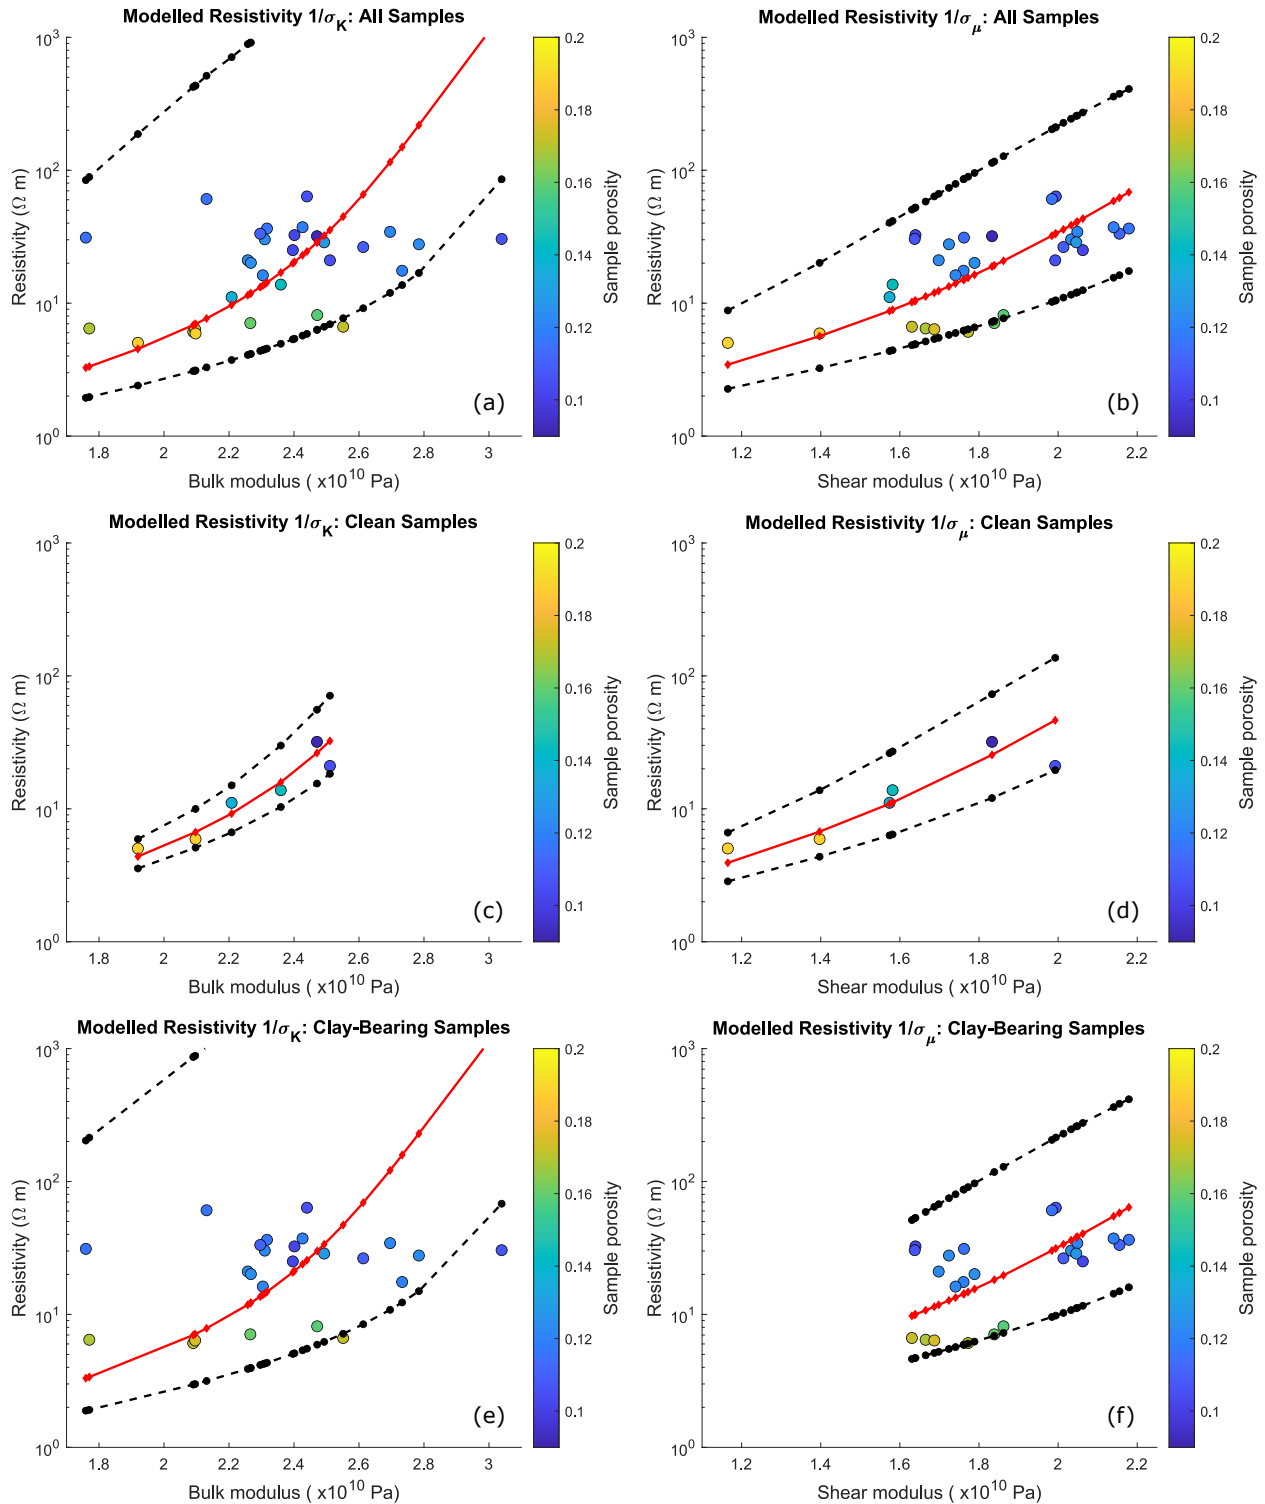 Modelled Resistivity 1/σK: All Samples
10³
10²
10¹
10⁰
Resistivity (Ω m)
1.8 2 2.2 2.4 2.6 2.8 3
Bulk modulus ( x10¹⁰ Pa)
(a)
0.2
0.18
0.16
0.14
0.12
0.1
Sample porosity
Modelled Resistivity 1/σμ: All Samples
10³
10²
10¹
10⁰
Resistivity (Ω m)
1.2 1.4 1.6 1.8 2 2.2
Shear modulus ( x10¹⁰ Pa)
(b)
0.2
0.18
0.16
0.14
0.12
0.1
Sample porosity
Modelled Resistivity 1/σK: Clean Samples
10³
10²
10¹
10⁰
Resistivity (Ω m)
1.8 2 2.2 2.4 2.6 2.8 3
Bulk modulus ( x10¹⁰ Pa)
(c)
0.2
0.18
0.16
0.14
0.12
0.1
Sample porosity
Modelled Resistivity 1/σμ: Clean Samples
10³
10²
10¹
10⁰
Resistivity (Ω m)
1.2 1.4 1.6 1.8 2 2.2
Shear modulus ( x10¹⁰ Pa)
(d)
0.2
0.18
0.16
0.14
0.12
0.1
Sample porosity
Modelled Resistivity 1/σK: Clay-Bearing Samples
10³
10²
10¹
10⁰
Resistivity (Ω m)
1.8 2 2.2 2.4 2.6 2.8 3
Bulk modulus ( x10¹⁰ Pa)
(e)
0.2
0.18
0.16
0.14
0.12
0.1
Sample porosity
Modelled Resistivity 1/σμ: Clay-Bearing Samples
10³
10²
10¹
10⁰
Resistivity (Ω m)
1.2 1.4 1.6 1.8 2 2.2
Shear modulus ( x10¹⁰ Pa)
(f)
0.2
0.18
0.16
0.14
0.12
0.1
Sample porosity